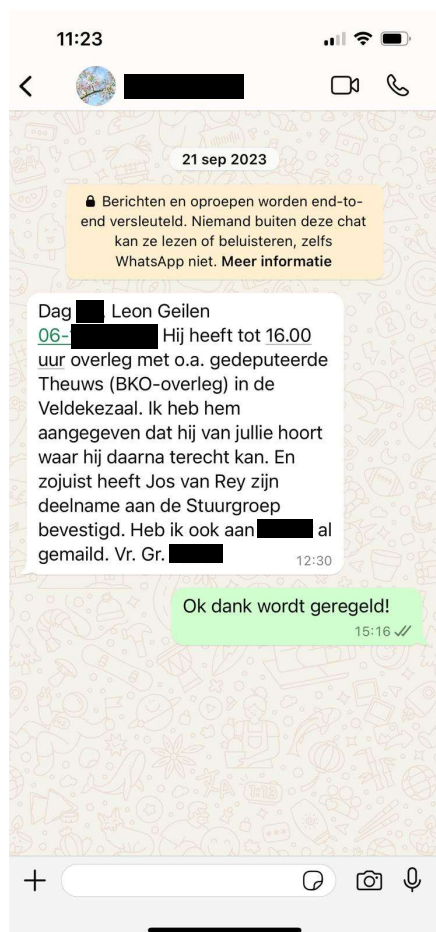 11:23
21 sep 2023
Berichten en oproepen worden end-to-
end versleuteld. Niemand buiten deze chat
kan ze lezen of beluisteren, zelfs
WhatsApp niet. Meer informatie
Dag Leon Geilen
06- Hij heeft tot 16.00
uur overleg met o.a. gedeputeerde
Theuws (BKO-overleg) in de
Veldekezaal. Ik heb hem
aangegeven dat hij van jullie hoort
waar hij daarna terecht kan. En
zojuist heeft Jos van Rey zijn
deelname aan de Stuurgroep
bevestigd. Heb ik ook aan al
gemaild. Vr. Gr.
12:30
Ok dank wordt geregeld!
15:16